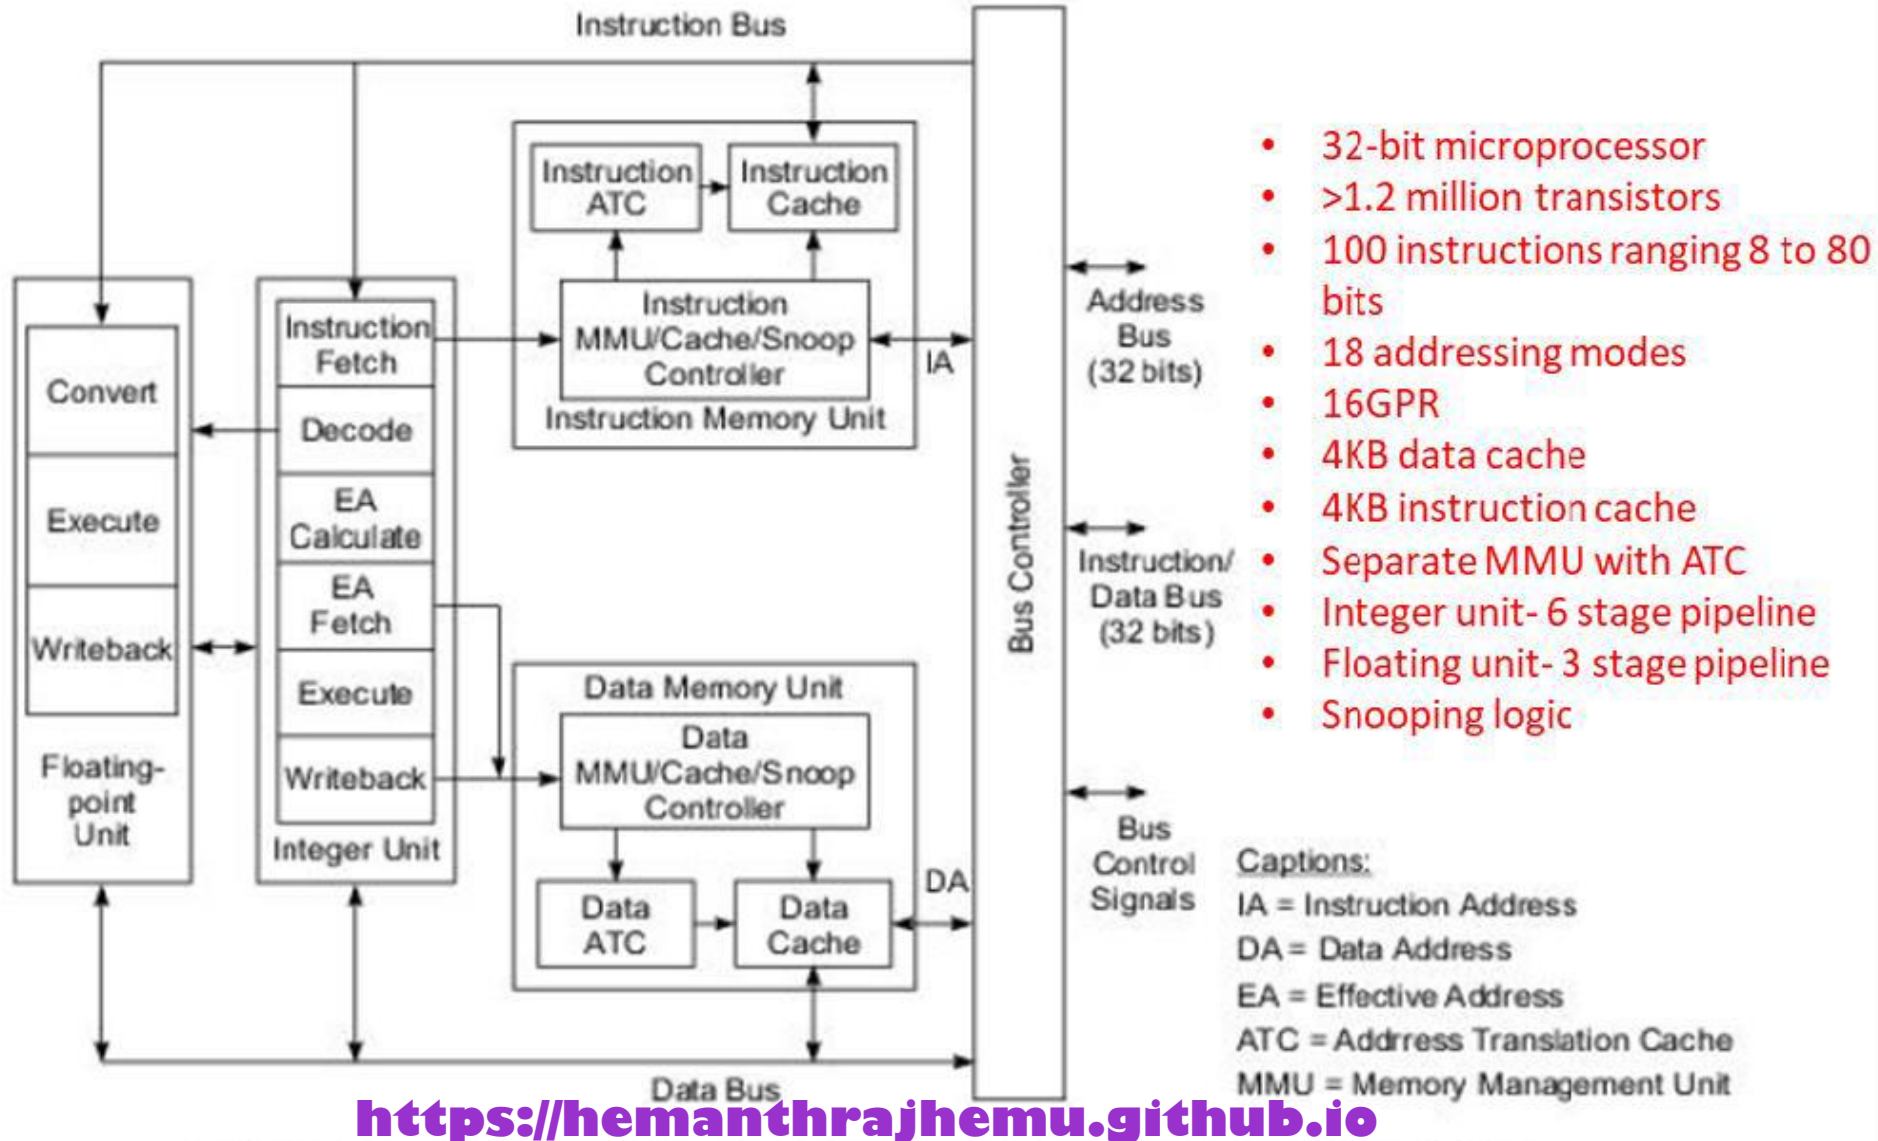 Instruction Bus
Instruction
ATC
Instruction
Cache
Instruction
MMU/Cache/Snoop
Controller
Instruction Memory Unit
IA
Convert
Execute
Writeback
Floating-
point
Unit
Instruction
Fetch
Decode
EA
Calculate
EA
Fetch
Execute
Writeback
Integer Unit
Data Memory Unit
Data
MMU/Cache/Snoop
Controller
Data
ATC
Data
Cache
DA
Data Bus
Bus Controller
Address
Bus
(32 bits)
Instruction/
Data Bus
(32 bits)
Bus
Control
Signals
• 32-bit microprocessor
• >1.2 million transistors
• 100 instructions ranging 8 to 80
bits
• 18 addressing modes
• 16GPR
• 4KB data cache
• 4KB instruction cache
• Separate MMU with ATC
• Integer unit- 6 stage pipeline
• Floating unit- 3 stage pipeline
• Snooping logic
Captions:
IA = Instruction Address
DA = Data Address
EA = Effective Address
ATC = Addrress Translation Cache
MMU = Memory Management Unit
https://hemanthrajhemu.github.io